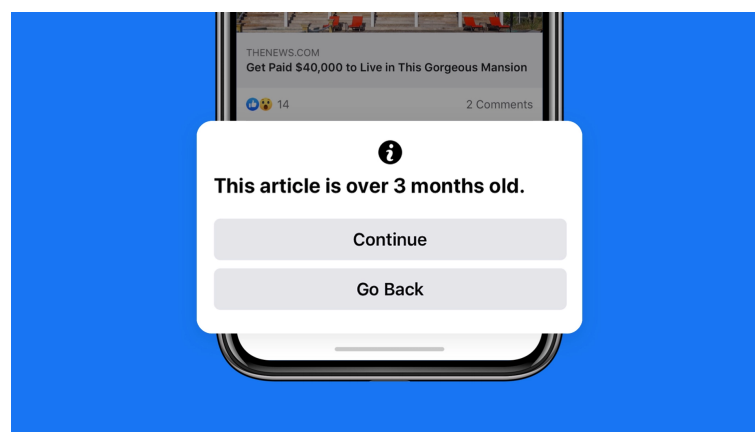 THENEWS.COM
Get Paid $40,000 to Live in This Gorgeous Mansion
14
2 Comments
This article is over 3 months old.
Continue
Go Back